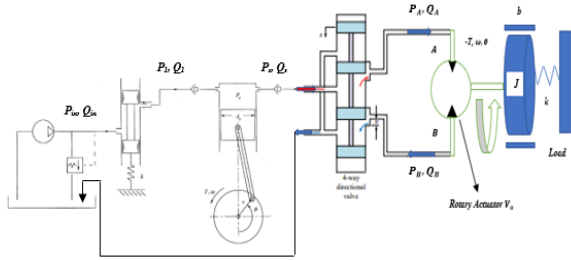 P_A, Q_A
b
x
-T, ω, θ
A
P_1, Q_1
P_s, Q_s
J
k
P_in, Q_in
B
Load
4-way
directional
valve
P_B, Q_B
Rotary Actuator V_a